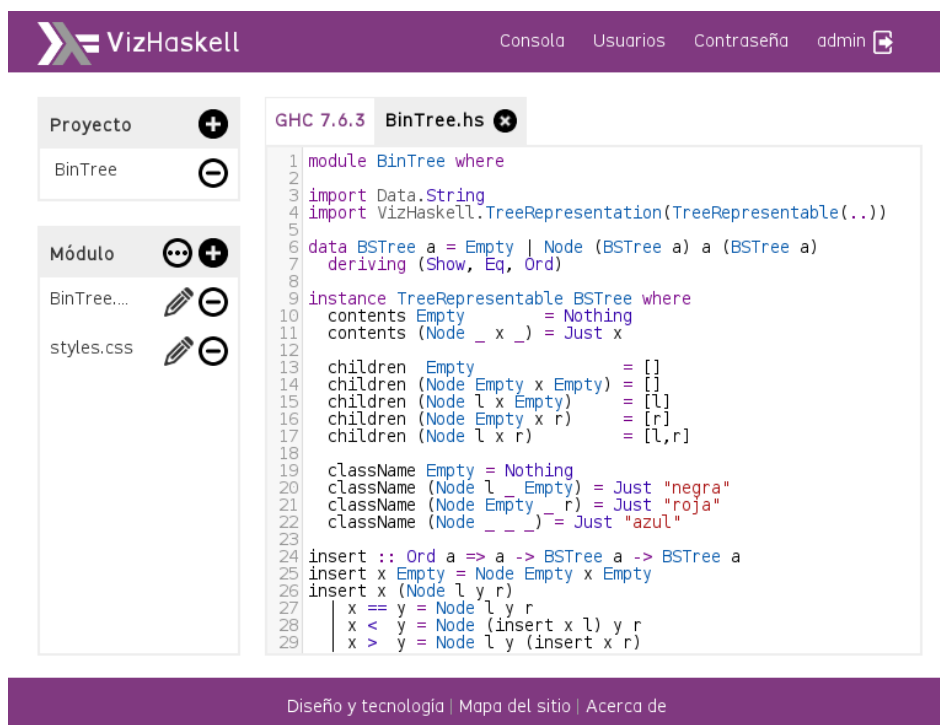 VizHaskell
Consola Usuarios Contraseña admin
Proyecto
BinTree
Módulo
BinTree....
styles.css
GHC 7.6.3 BinTree.hs
1 module BinTree where
2
3 import Data.String
4 import VizHaskell.TreeRepresentation(TreeRepresentable(..))
5
6 data BSTree a = Empty | Node (BSTree a) a (BSTree a)
7   deriving (Show, Eq, Ord)
8
9 instance TreeRepresentable BSTree where
10   contents Empty        = Nothing
11   contents (Node _ x _) = Just x
12
13   children  Empty                = []
14   children (Node Empty x Empty) = []
15   children (Node l x Empty)      = [l]
16   children (Node Empty x r)      = [r]
17   children (Node l x r)          = [l,r]
18
19   className Empty = Nothing
20   className (Node l _ Empty) = Just "negra"
21   className (Node Empty _ r) = Just "roja"
22   className (Node _ _ _) = Just "azul"
23
24 insert :: Ord a => a -> BSTree a -> BSTree a
25 insert x Empty = Node Empty x Empty
26 insert x (Node l y r)
27   | x == y = Node l y r
28   | x <  y = Node (insert x l) y r
29   | x >  y = Node l y (insert x r)
Diseño y tecnología | Mapa del sitio | Acerca de